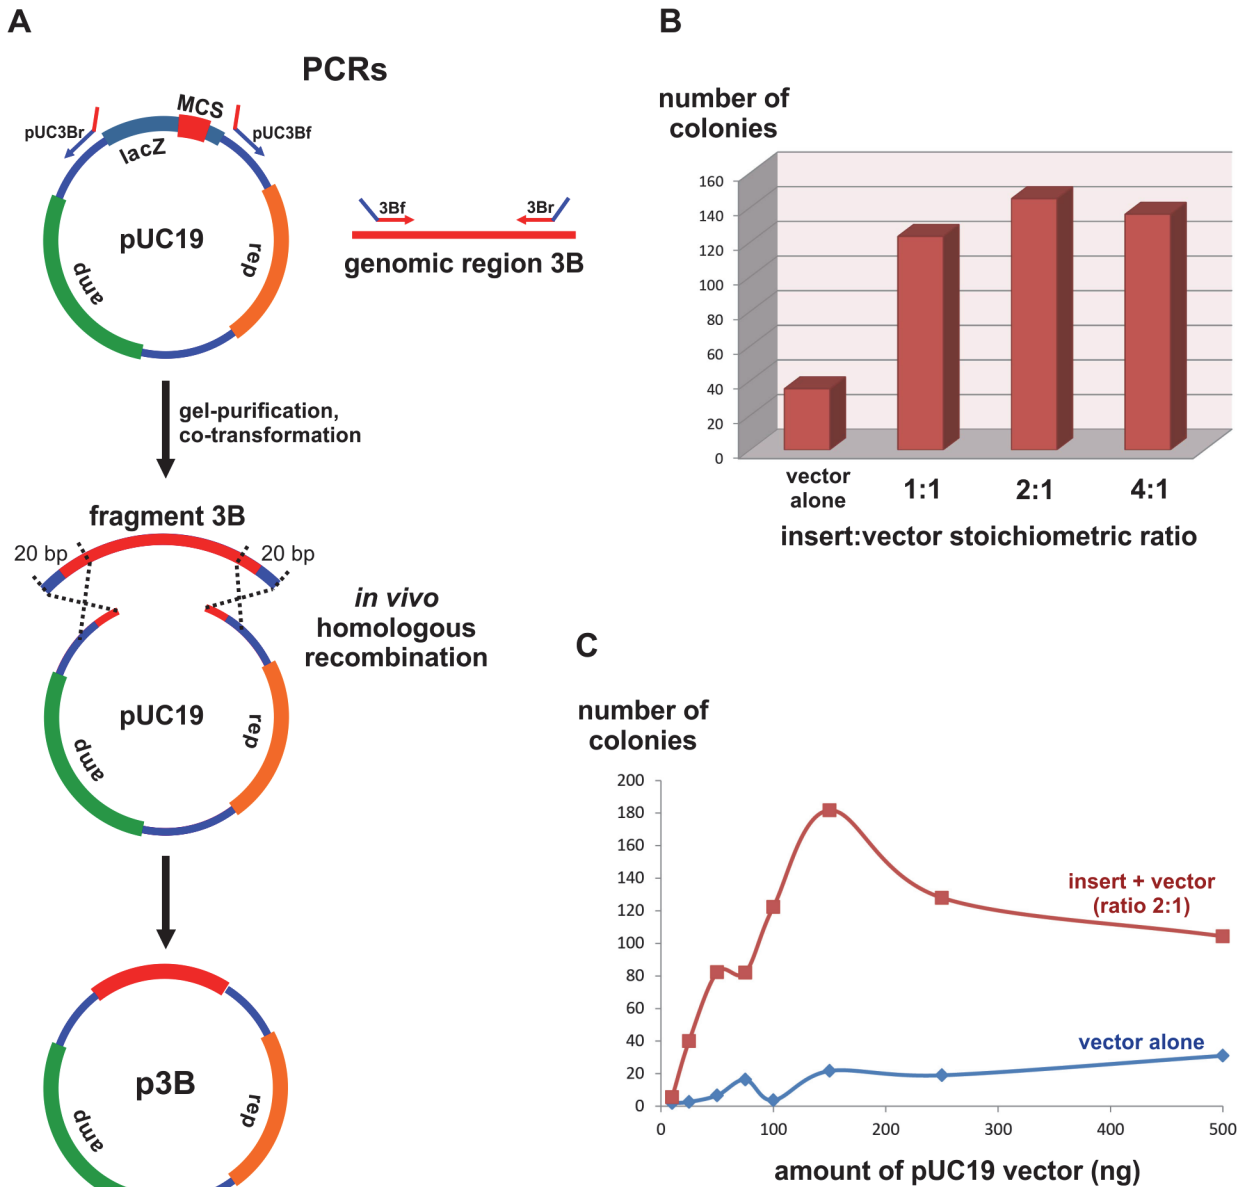 A
PCRs
MCS
pUC3Br
pUC3Bf
lacZ
pUC19
amp
rep
3Bf
3Br
genomic region 3B
gel-purification,
co-transformation
fragment 3B
20 bp
20 bp
in vivo
homologous
recombination
pUC19
amp
rep
p3B
amp
rep
B
number of
colonies
160
140
120
100
80
60
40
20
0
vector
alone
1:1
2:1
4:1
insert:vector stoichiometric ratio
C
number of
colonies
200
180
160
140
120
100
80
60
40
20
0
insert + vector
(ratio 2:1)
vector alone
0
100
200
300
400
500
amount of pUC19 vector (ng)